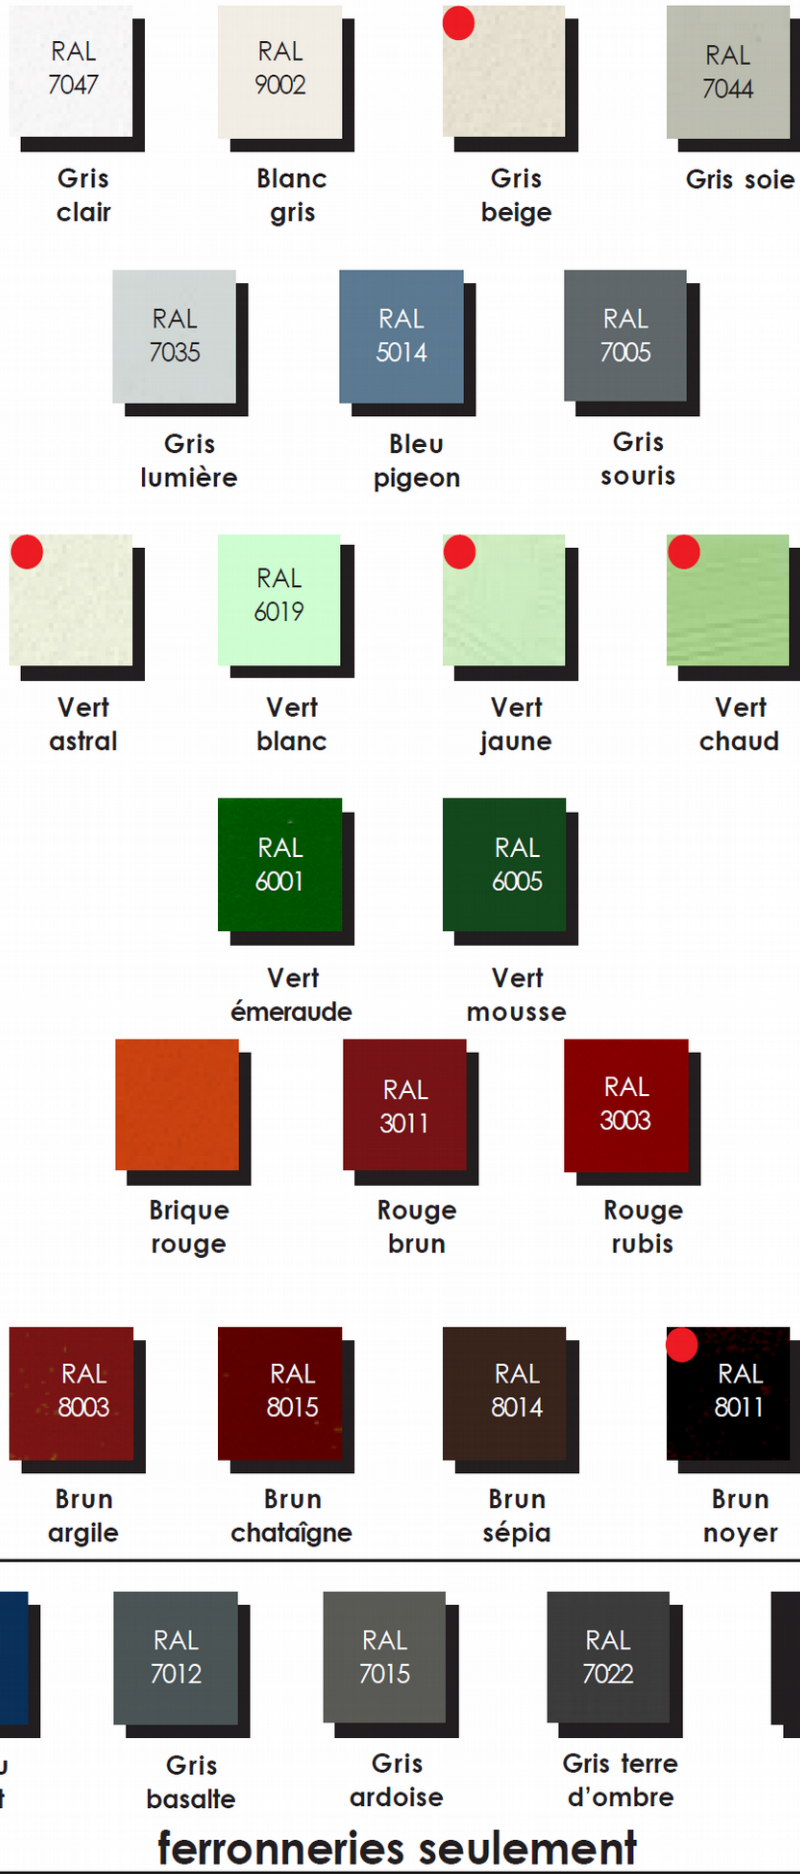 RAL
7047
RAL
9002
RAL
7044
Gris
clair
Blanc
gris
Gris
beige
Gris soie
RAL
7035
RAL
5014
RAL
7005
Gris
lumière
Bleu
pigeon
Gris
souris
RAL
6019
Vert
astral
Vert
blanc
Vert
jaune
Vert
chaud
RAL
6001
RAL
6005
Vert
émeraude
Vert
mousse
RAL
3011
RAL
3003
Brique
rouge
Rouge
brun
Rouge
rubis
RAL
8003
RAL
8015
RAL
8014
RAL
8011
Brun
argile
Brun
chataîgne
Brun
sépia
Brun
noyer
RAL
7012
RAL
7015
RAL
7022
Gris
basalte
Gris
ardoise
Gris terre
d'ombre
ferronneries seulement